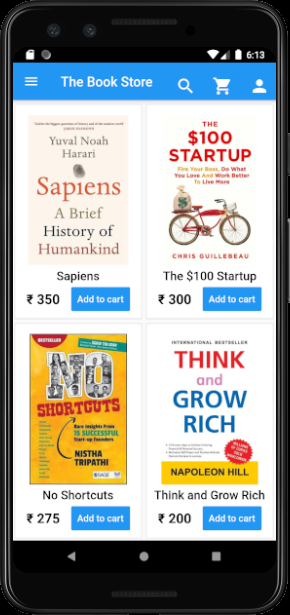 6:13
The Book Store
Yuval Noah
Harari
Sapiens
A Brief
History of
Humankind
Sapiens
₹ 350
Add to cart
THE
$100
STARTUP
Fire Your Boss, Do What
You Love And Work Better
To Live More
CHRIS GUILLEBEAU
The $100 Startup
₹ 300
Add to cart
BESTSELLER
NO
SHORTCUTS
Rare Insights From
15 SUCCESSFUL
Start-up Founders
NISTHA
TRIPATHI
SAGE
No Shortcuts
₹ 275
Add to cart
INTERNATIONAL BESTSELLER
THINK
and
GROW
RICH
NAPOLEON HILL
Think and Grow Rich
₹ 200
Add to cart